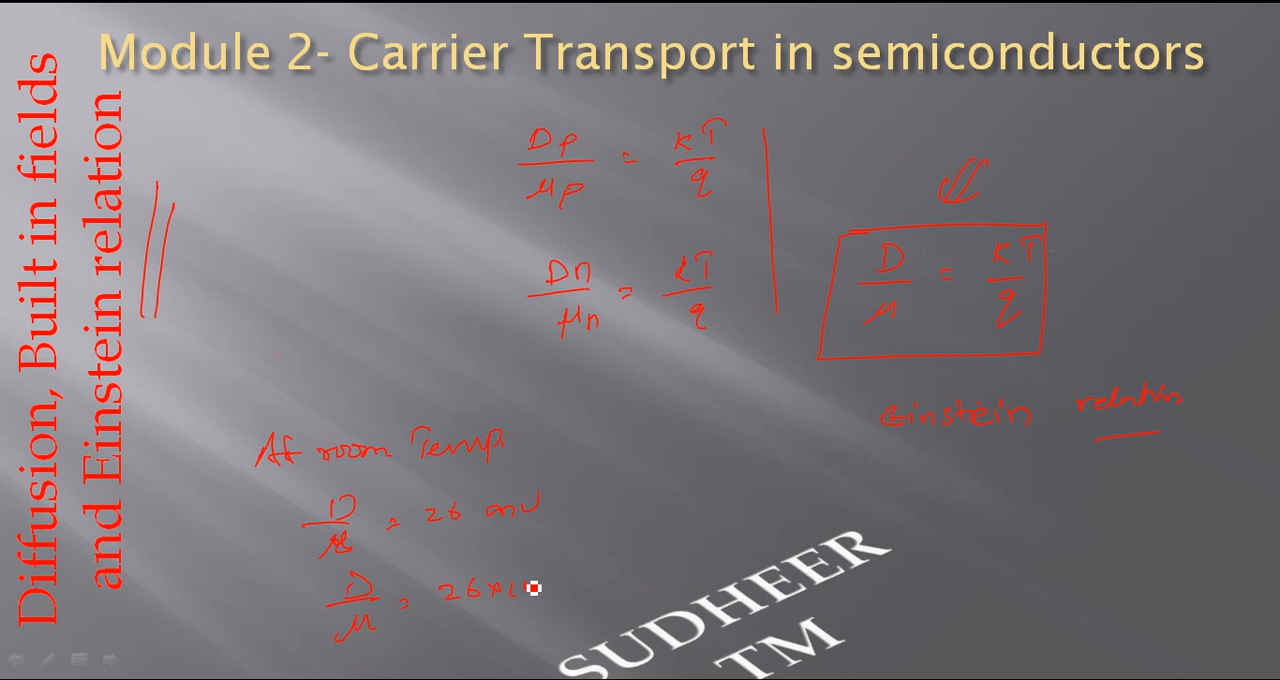 Module 2- Carrier Transport in semiconductors
Diffusion, Built in fields
and Einstein relation
Dp/μp = kT/q
Dn/μn = kT/q
D/μ = kT/q
Einstein relation
At room Temp.
D/μ = 26 mV
D/μ = 26×
SUDHEER
TM